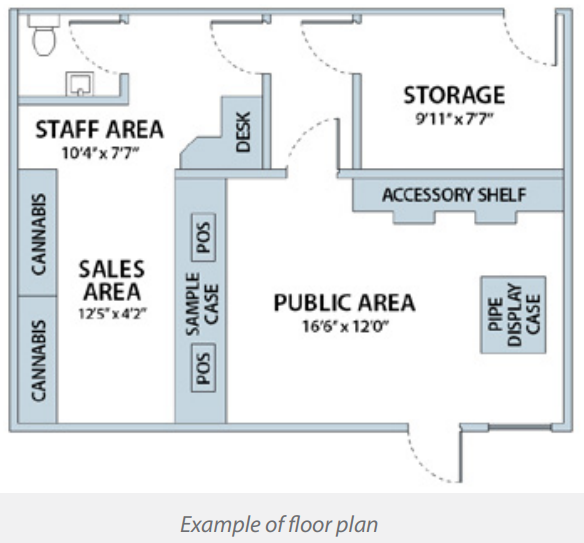 STORAGE
9'11" x 7'7"
STAFF AREA
10'4" x 7'7"
DESK
ACCESSORY SHELF
CANNABIS
CANNABIS
SALES
AREA
12'5" x 4'2"
SAMPLE
CASE
POS
POS
PUBLIC AREA
16'6" x 12'0"
PIPE
DISPLAY
CASE
Example of floor plan